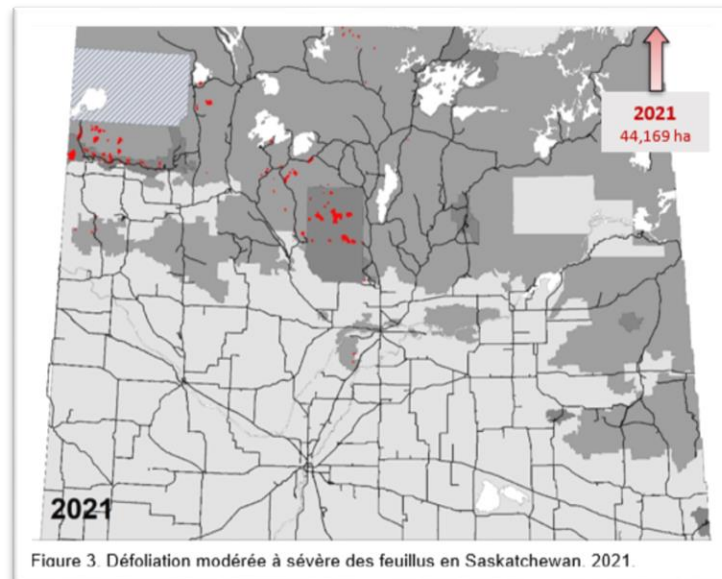 2021
44,169 ha
2021
Figure 3. Défoliation modérée à sévère des feuillus en Saskatchewan, 2021.